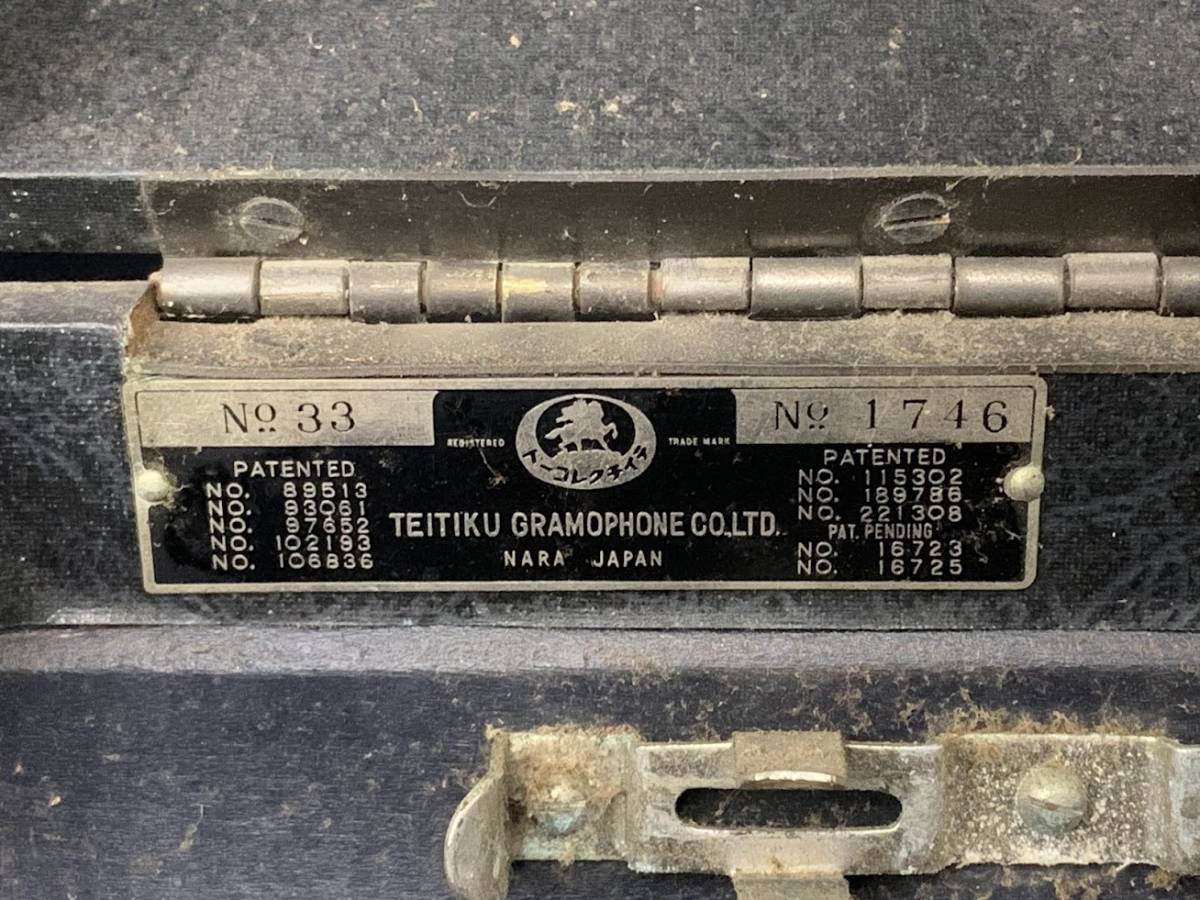 No 33
REGISTERED
テイチクレコード
TRADE MARK
No 1746
PATENTED
NO. 89513
NO. 93061
NO. 97652
NO. 102193
NO. 106836
TEITIKU GRAMOPHONE CO.,LTD.
NARA JAPAN
PATENTED
NO. 115302
NO. 189786
NO. 221308
PAT. PENDING
NO. 16723
NO. 16725